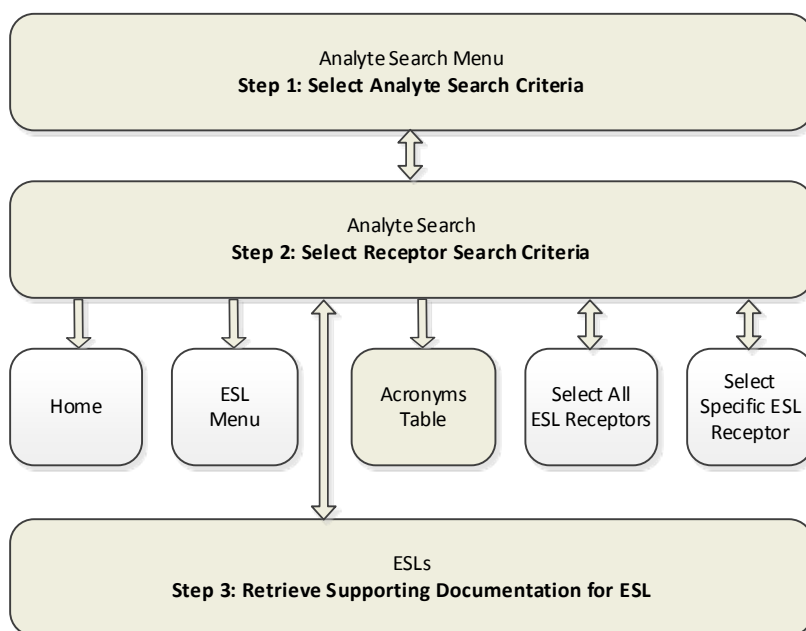 Analyte Search Menu
Step 1: Select Analyte Search Criteria
Analyte Search
Step 2: Select Receptor Search Criteria
Home
ESL
Menu
Acronyms
Table
Select All
ESL Receptors
Select
Specific ESL
Receptor
ESLs
Step 3: Retrieve Supporting Documentation for ESL